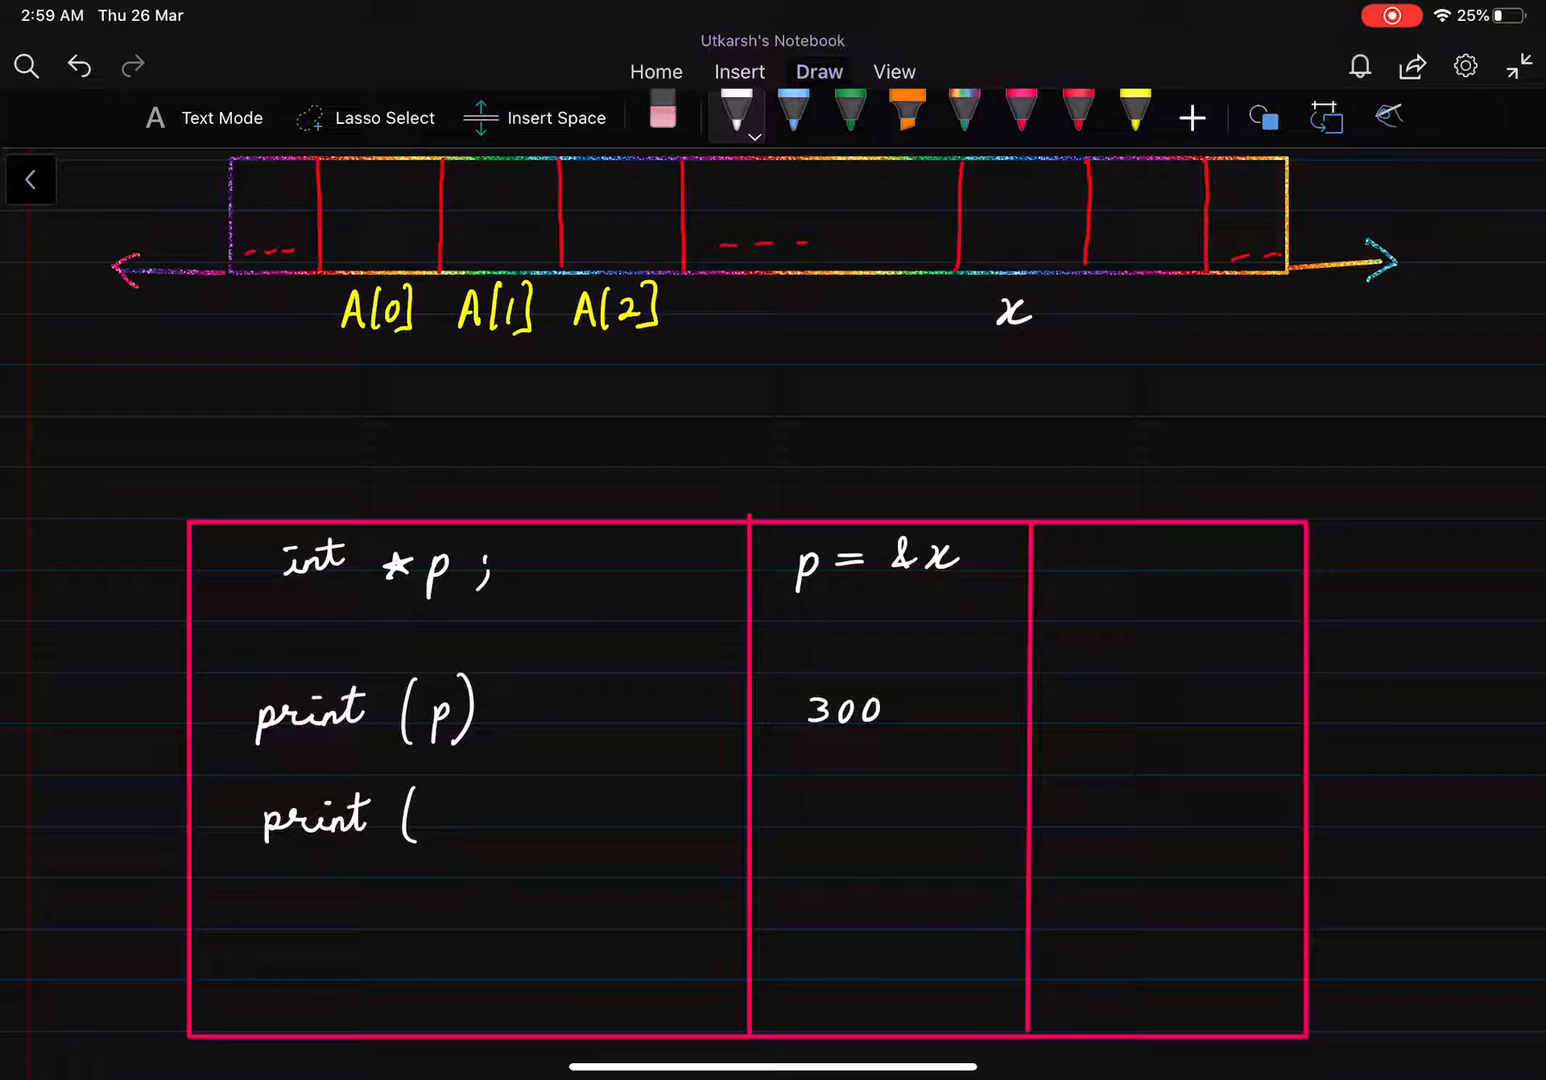 2:59 AM Thu 26 Mar
25%
Utkarsh's Notebook
Home Insert Draw View
A Text Mode Lasso Select Insert Space
A[0] A[1] A[2] x
int *p ; p = &x
print (p) 300
print (